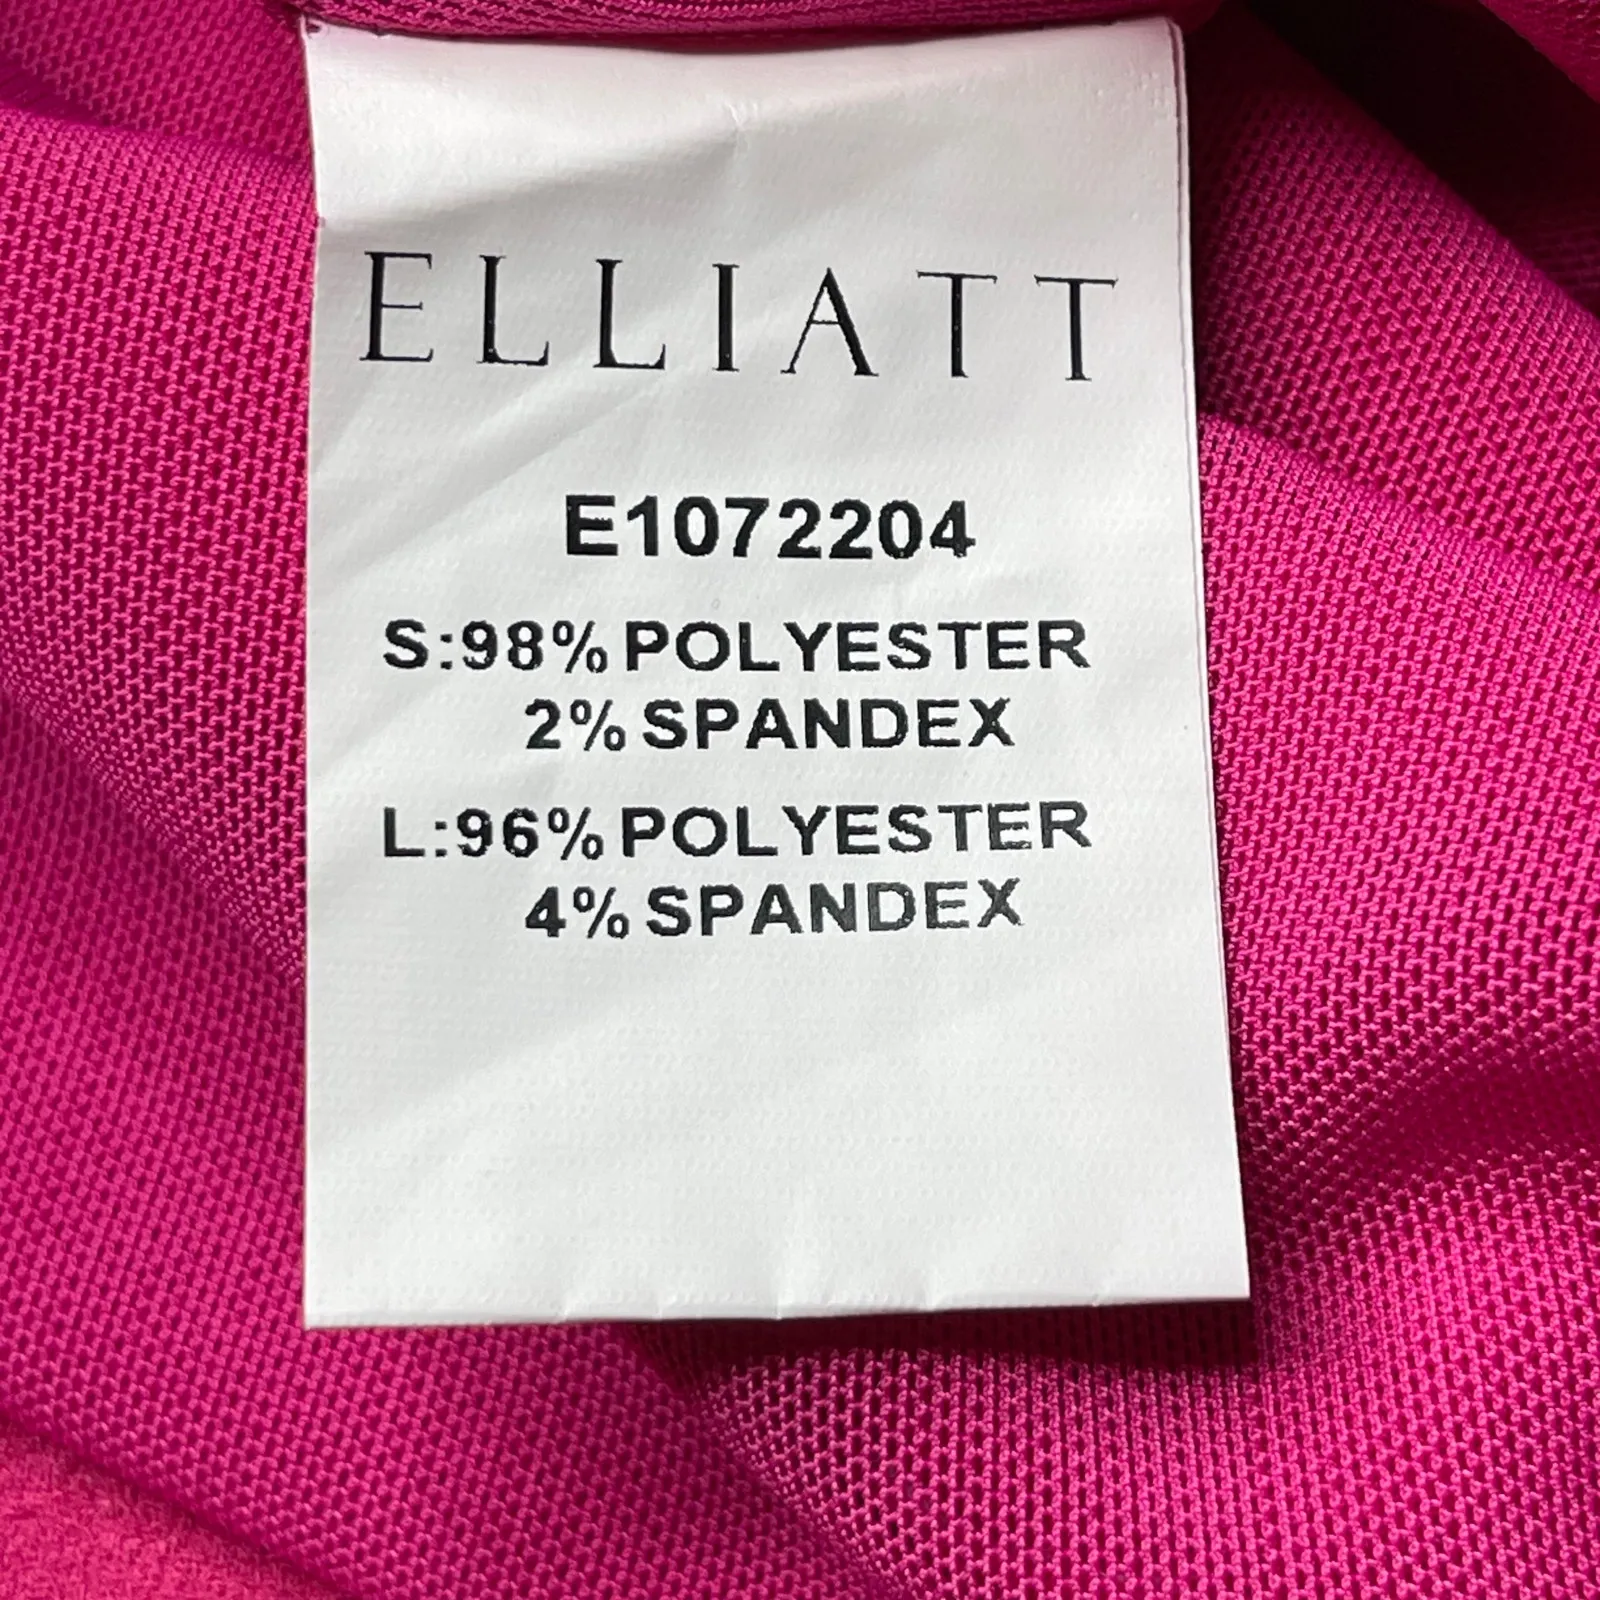 ELLIATT
E1072204
S:98% POLYESTER
2% SPANDEX
L:96% POLYESTER
4% SPANDEX